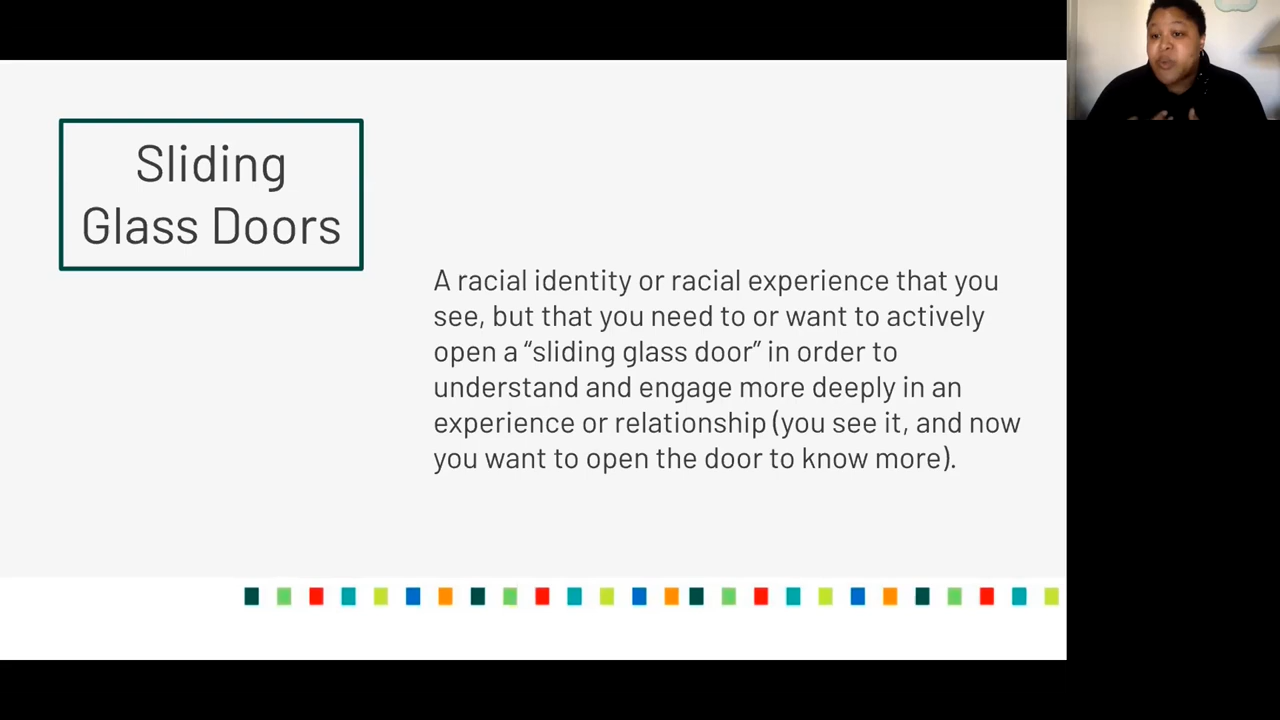 Sliding
Glass Doors
A racial identity or racial experience that you
see, but that you need to or want to actively
open a “sliding glass door” in order to
understand and engage more deeply in an
experience or relationship (you see it, and now
you want to open the door to know more).